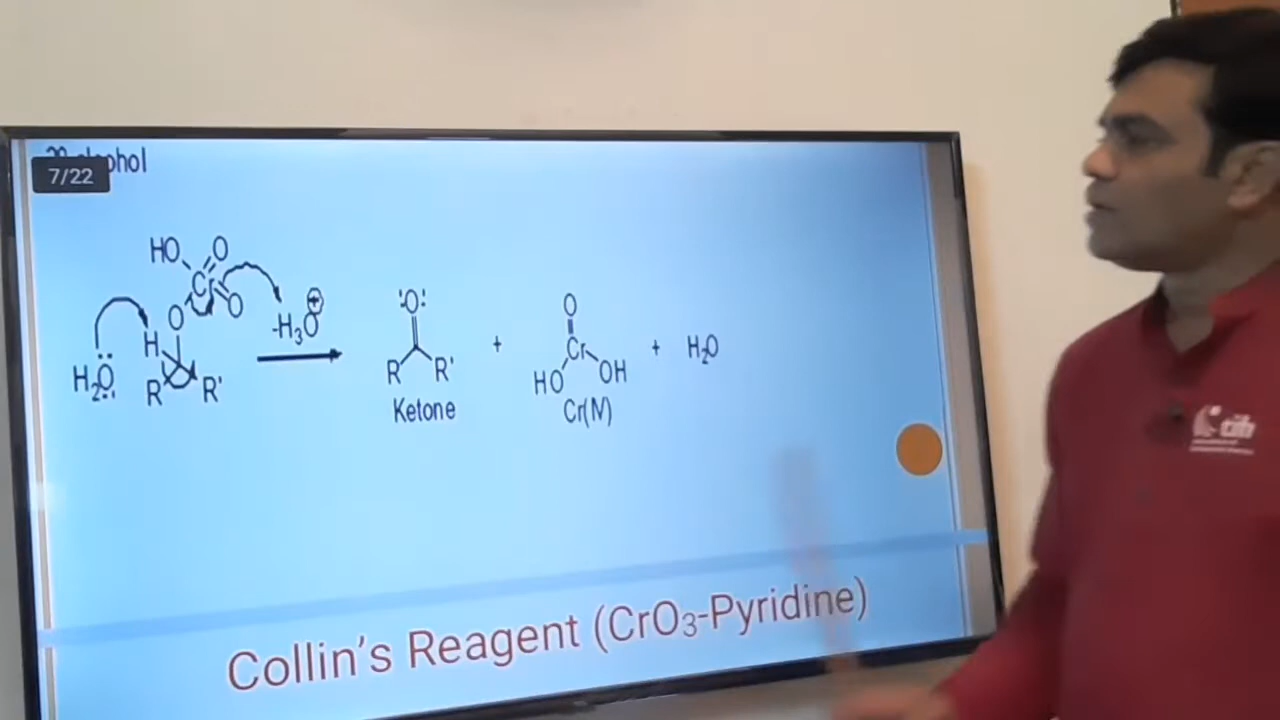 7/22
HO O
Cr
O O
H -H₃O⊕
H₂O
R R'
:O:
R R'
Ketone
+
O
Cr
HO OH
Cr(IV)
+ H₂O
Collin's Reagent (CrO₃-Pyridine)